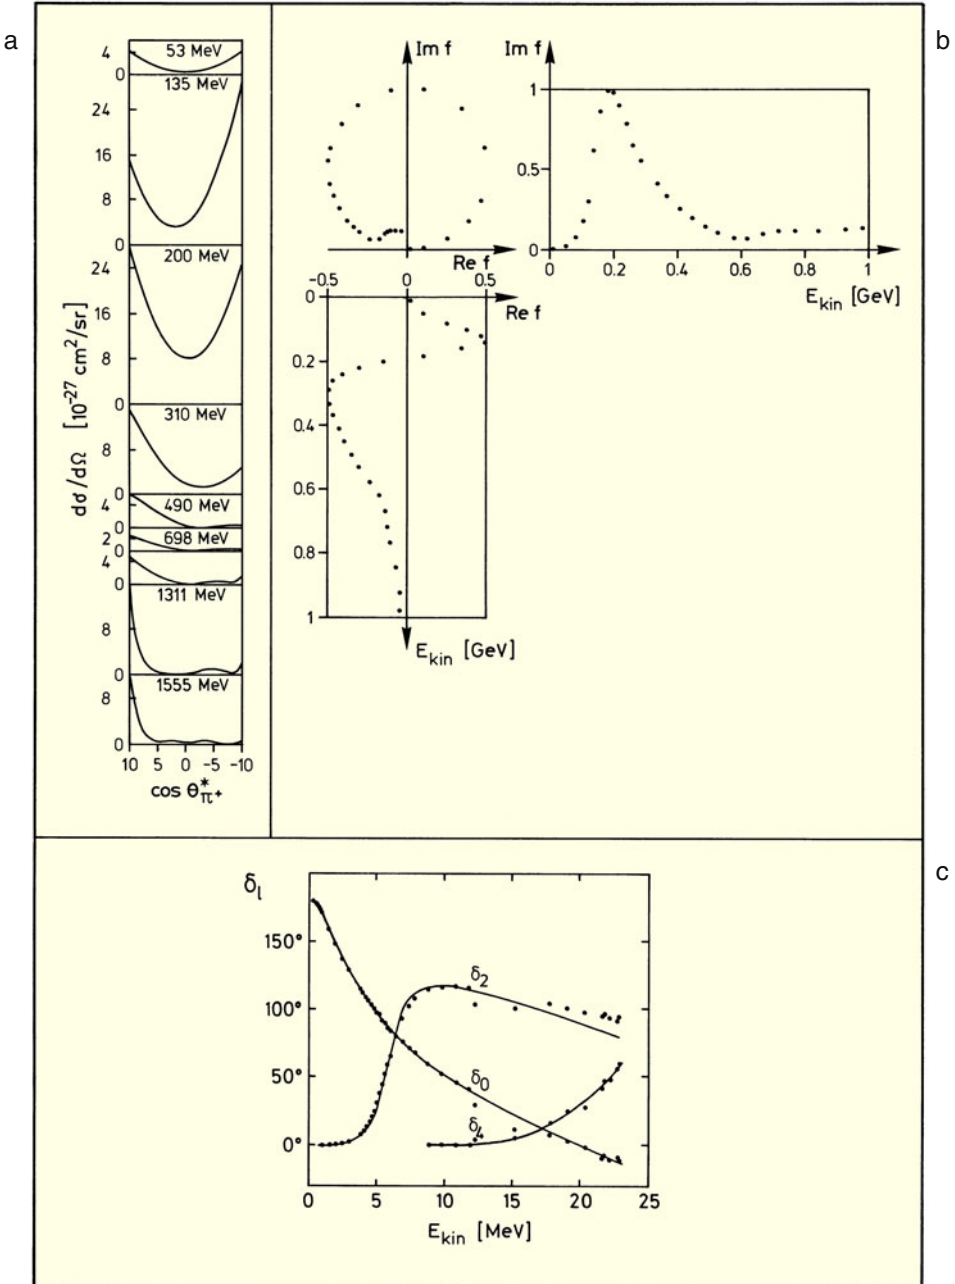 a
b
c
dσ/dΩ [10⁻²⁷ cm²/sr]
4
53 MeV
0
135 MeV
24
16
8
0
200 MeV
24
16
8
0
310 MeV
8
0
490 MeV
4
0
698 MeV
2
0
4
0
1311 MeV
8
0
1555 MeV
8
0
10 5 0 -5 -10
cos θ*π+
Im f
Re f
-0.5 0 0.5
Re f
0
0.2
0.4
0.6
0.8
1
Ekin [GeV]
Im f
1
0.5
0
0 0.2 0.4 0.6 0.8 1
Ekin [GeV]
δl
150°
100°
50°
0°
δ2
δ0
δ4
0 5 10 15 20 25
Ekin [MeV]